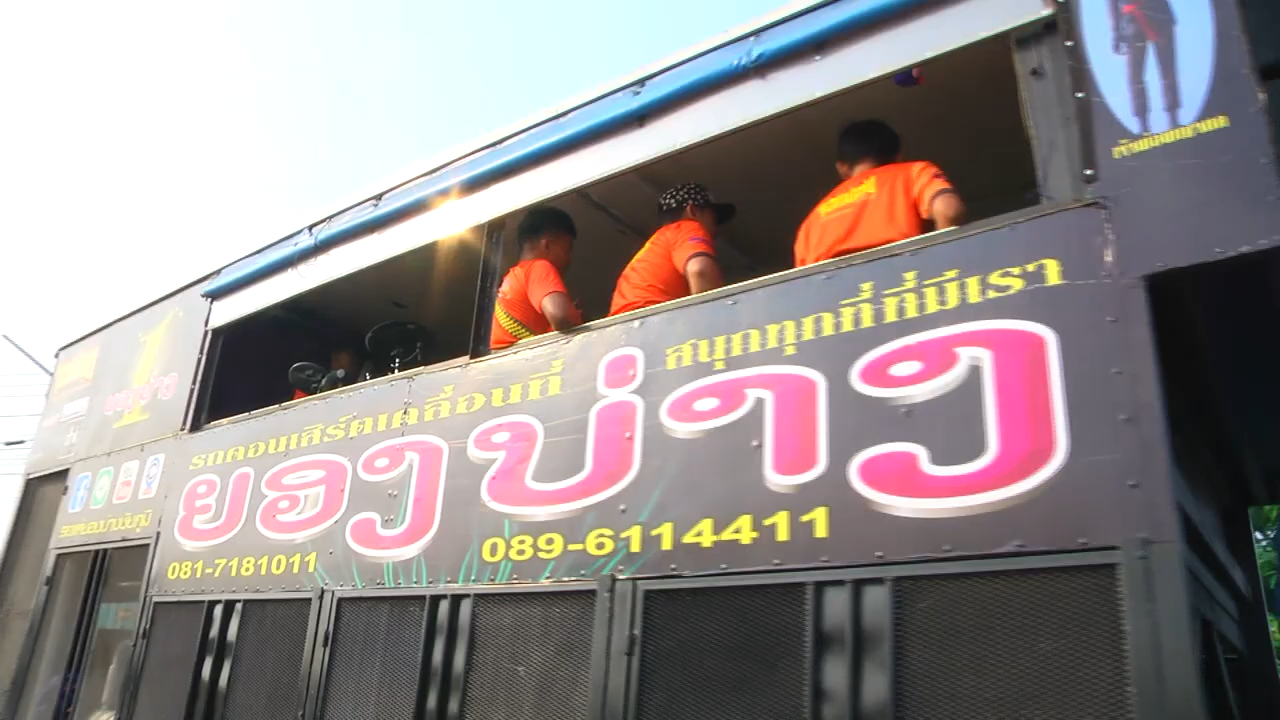 รถคอนเสิร์ตเคลื่อนที่
สนุกทุกที่ที่มีเรา
ยองบ่าง
081-7181011
089-6114411